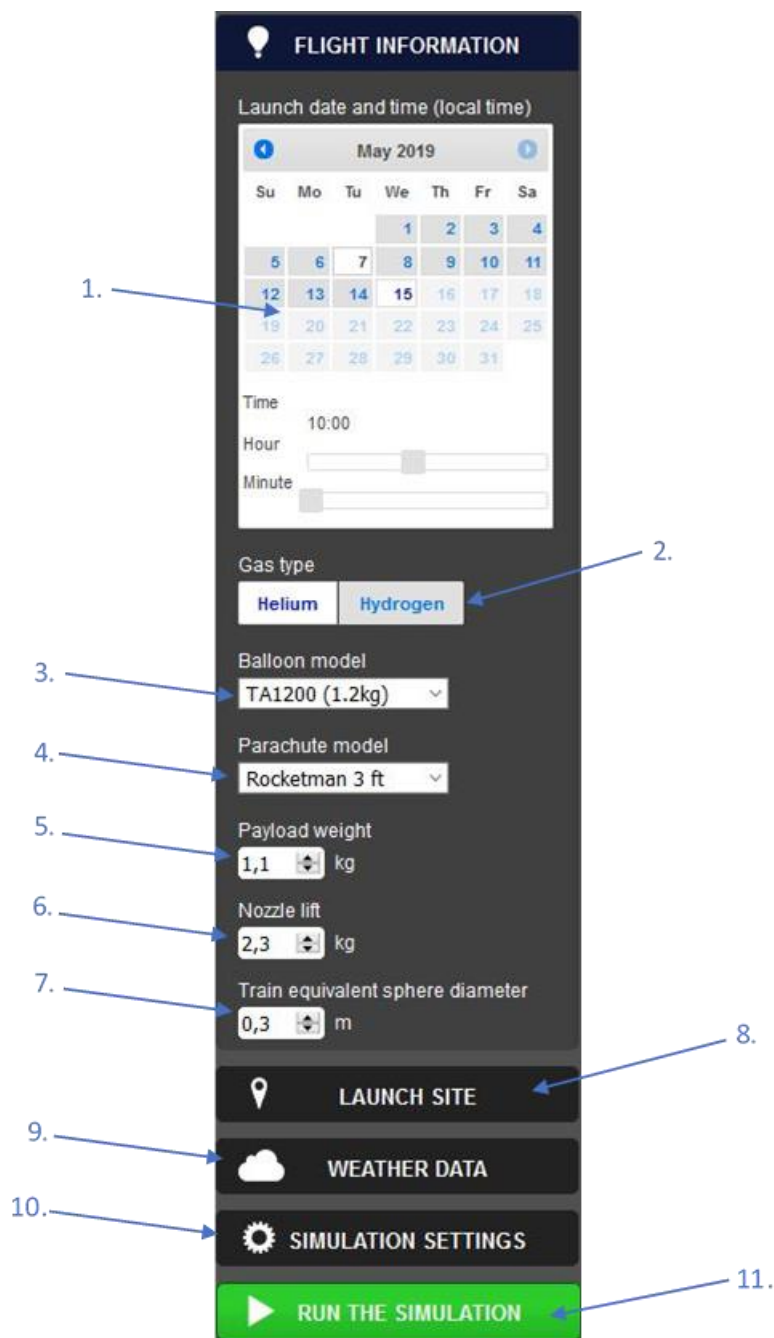 FLIGHT INFORMATION
Launch date and time (local time)
May 2019
Su Mo Tu We Th Fr Sa
1 2 3 4
5 6 7 8 9 10 11
1.
12 13 14 15 16 17 18
19 20 21 22 23 24 25
26 27 28 29 30 31
Time
10:00
Hour
Minute
2.
Gas type
Helium Hydrogen
Balloon model
3.
TA1200 (1.2kg)
Parachute model
4.
Rocketman 3 ft
5.
Payload weight
1,1 kg
6.
Nozzle lift
2,3 kg
7.
Train equivalent sphere diameter
0,3 m
8.
LAUNCH SITE
9.
WEATHER DATA
10.
SIMULATION SETTINGS
11.
RUN THE SIMULATION